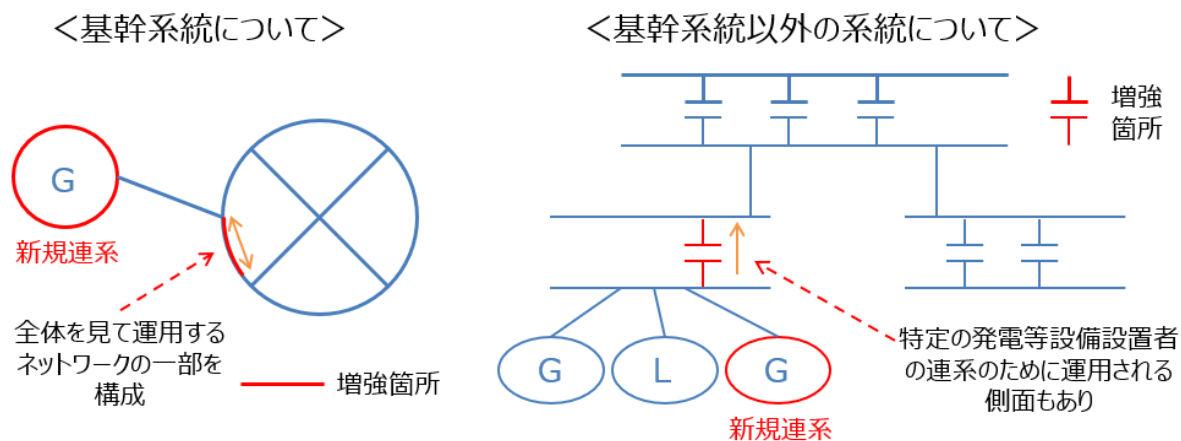 <基幹系統について>
G
新規連系
全体を見て運用する
ネットワークの一部を
構成
増強箇所
<基幹系統以外の系統について>
増強
箇所
G
L
G
新規連系
特定の発電等設備設置者
の連系のために運用される
側面もあり